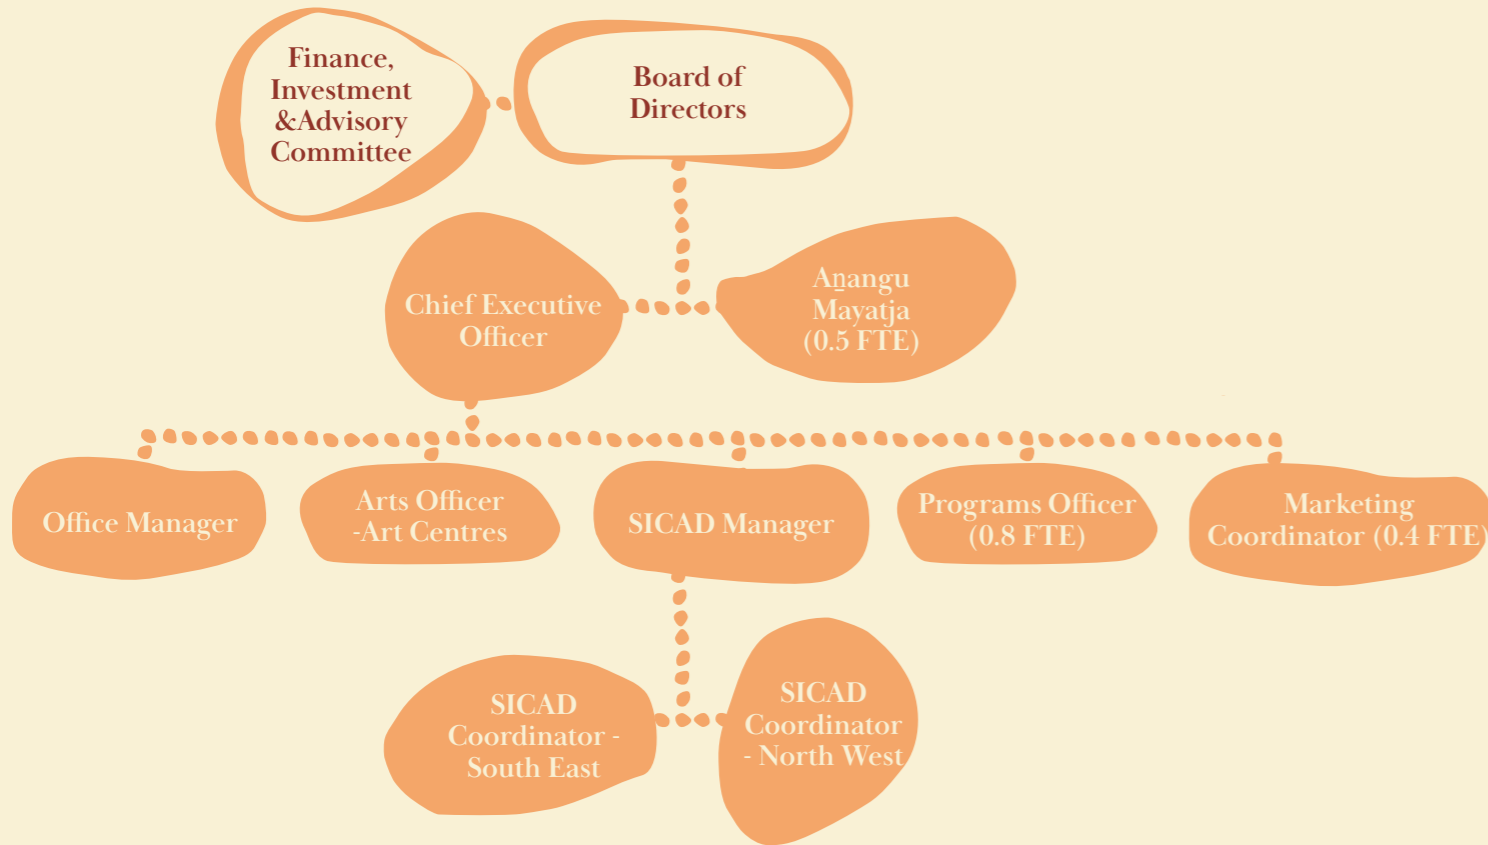 Finance,
Investment
&Advisory
Committee
Board of
Directors
Chief Executive
Officer
Aṉangu
Mayatja
(0.5 FTE)
Office Manager
Arts Officer
-Art Centres
SICAD Manager
Programs Officer
(0.8 FTE)
Marketing
Coordinator (0.4 FTE)
SICAD
Coordinator -
South East
SICAD
Coordinator
- North West